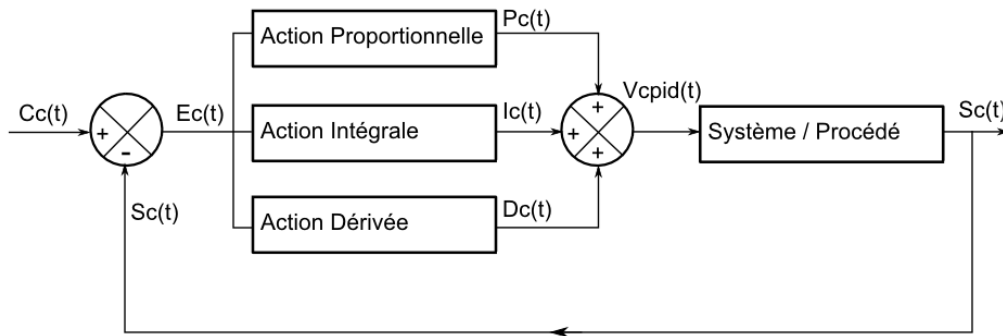 Pc(t)
Action Proportionnelle
Cc(t)
Ec(t)
Action Intégrale
Ic(t)
Vcpid(t)
Système / Procédé
Sc(t)
+
-
+
+
+
Sc(t)
Action Dérivée
Dc(t)